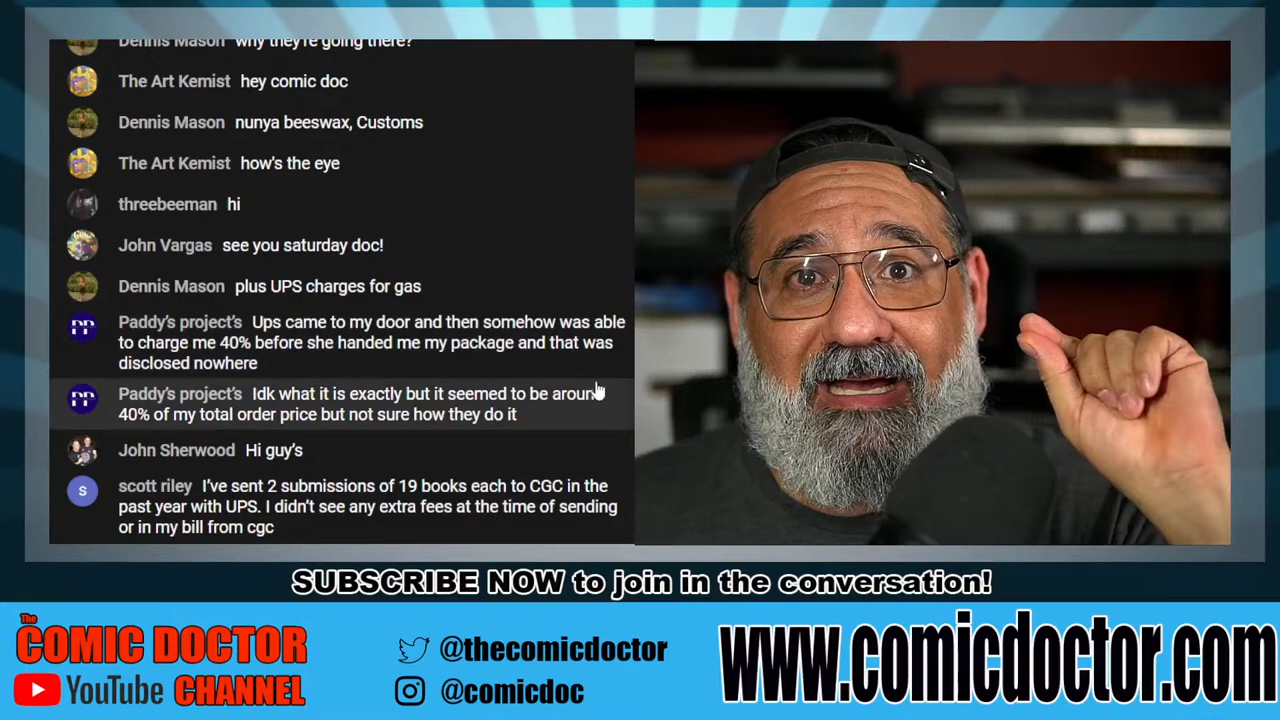 Dennis Mason why they're going there?
The Art Kemist hey comic doc
Dennis Mason nunya beeswax, Customs
The Art Kemist how's the eye
threebeeman hi
John Vargas see you saturday doc!
Dennis Mason plus UPS charges for gas
Paddy's project's Ups came to my door and then somehow was able
to charge me 40% before she handed me my package and that was
disclosed nowhere
Paddy's project's Idk what it is exactly but it seemed to be around
40% of my total order price but not sure how they do it
John Sherwood Hi guy's
S
scott riley I've sent 2 submissions of 19 books each to CGC in the
past year with UPS. I didn't see any extra fees at the time of sending
or in my bill from cgc
SUBSCRIBE NOW to join in the conversation!
The
COMIC DOCTOR
YouTube CHANNEL
@thecomicdoctor
@comicdoc
www.comicdoctor.com